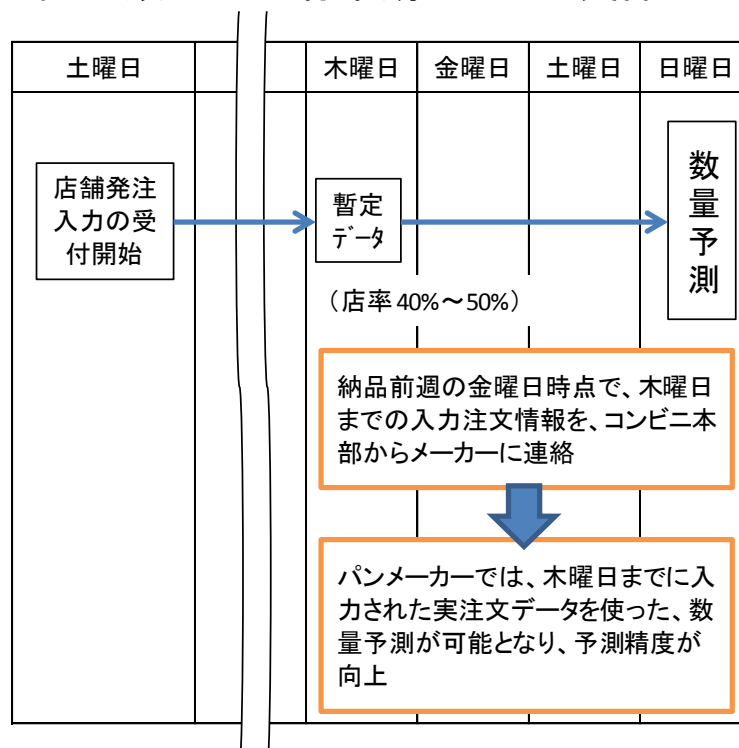 土曜日
木曜日
金曜日
土曜日
日曜日
店舗発注
入力の受
付開始
暫定
ﾃﾞｰﾀ
数
量
予
測
（店率40%～50%）
納品前週の金曜日時点で、木曜日
までの入力注文情報を、コンビニ本
部からメーカーに連絡
パンメーカーでは、木曜日までに入
力された実注文データを使った、数
量予測が可能となり、予測精度が
向上